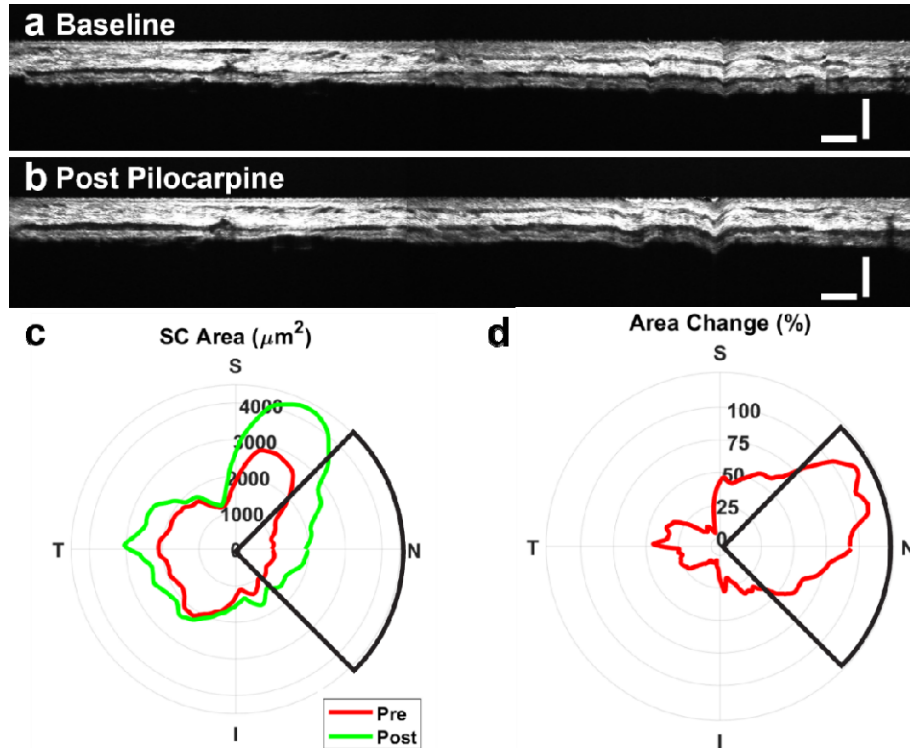 a Baseline
b Post Pilocarpine
c
SC Area (μm²)
S
4000
3000
2000
1000
0
T
N
I
Pre
Post
d
Area Change (%)
S
100
75
50
25
0
T
N
I